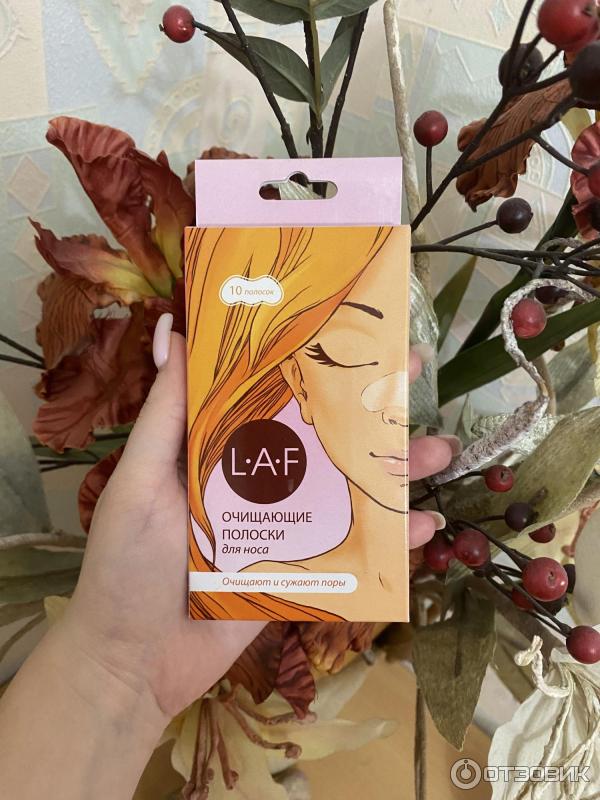 10 полосок
L·A·F
ОЧИЩАЮЩИЕ
ПОЛОСКИ
для носа
Очищают и сужают поры
ОТЗОВИК